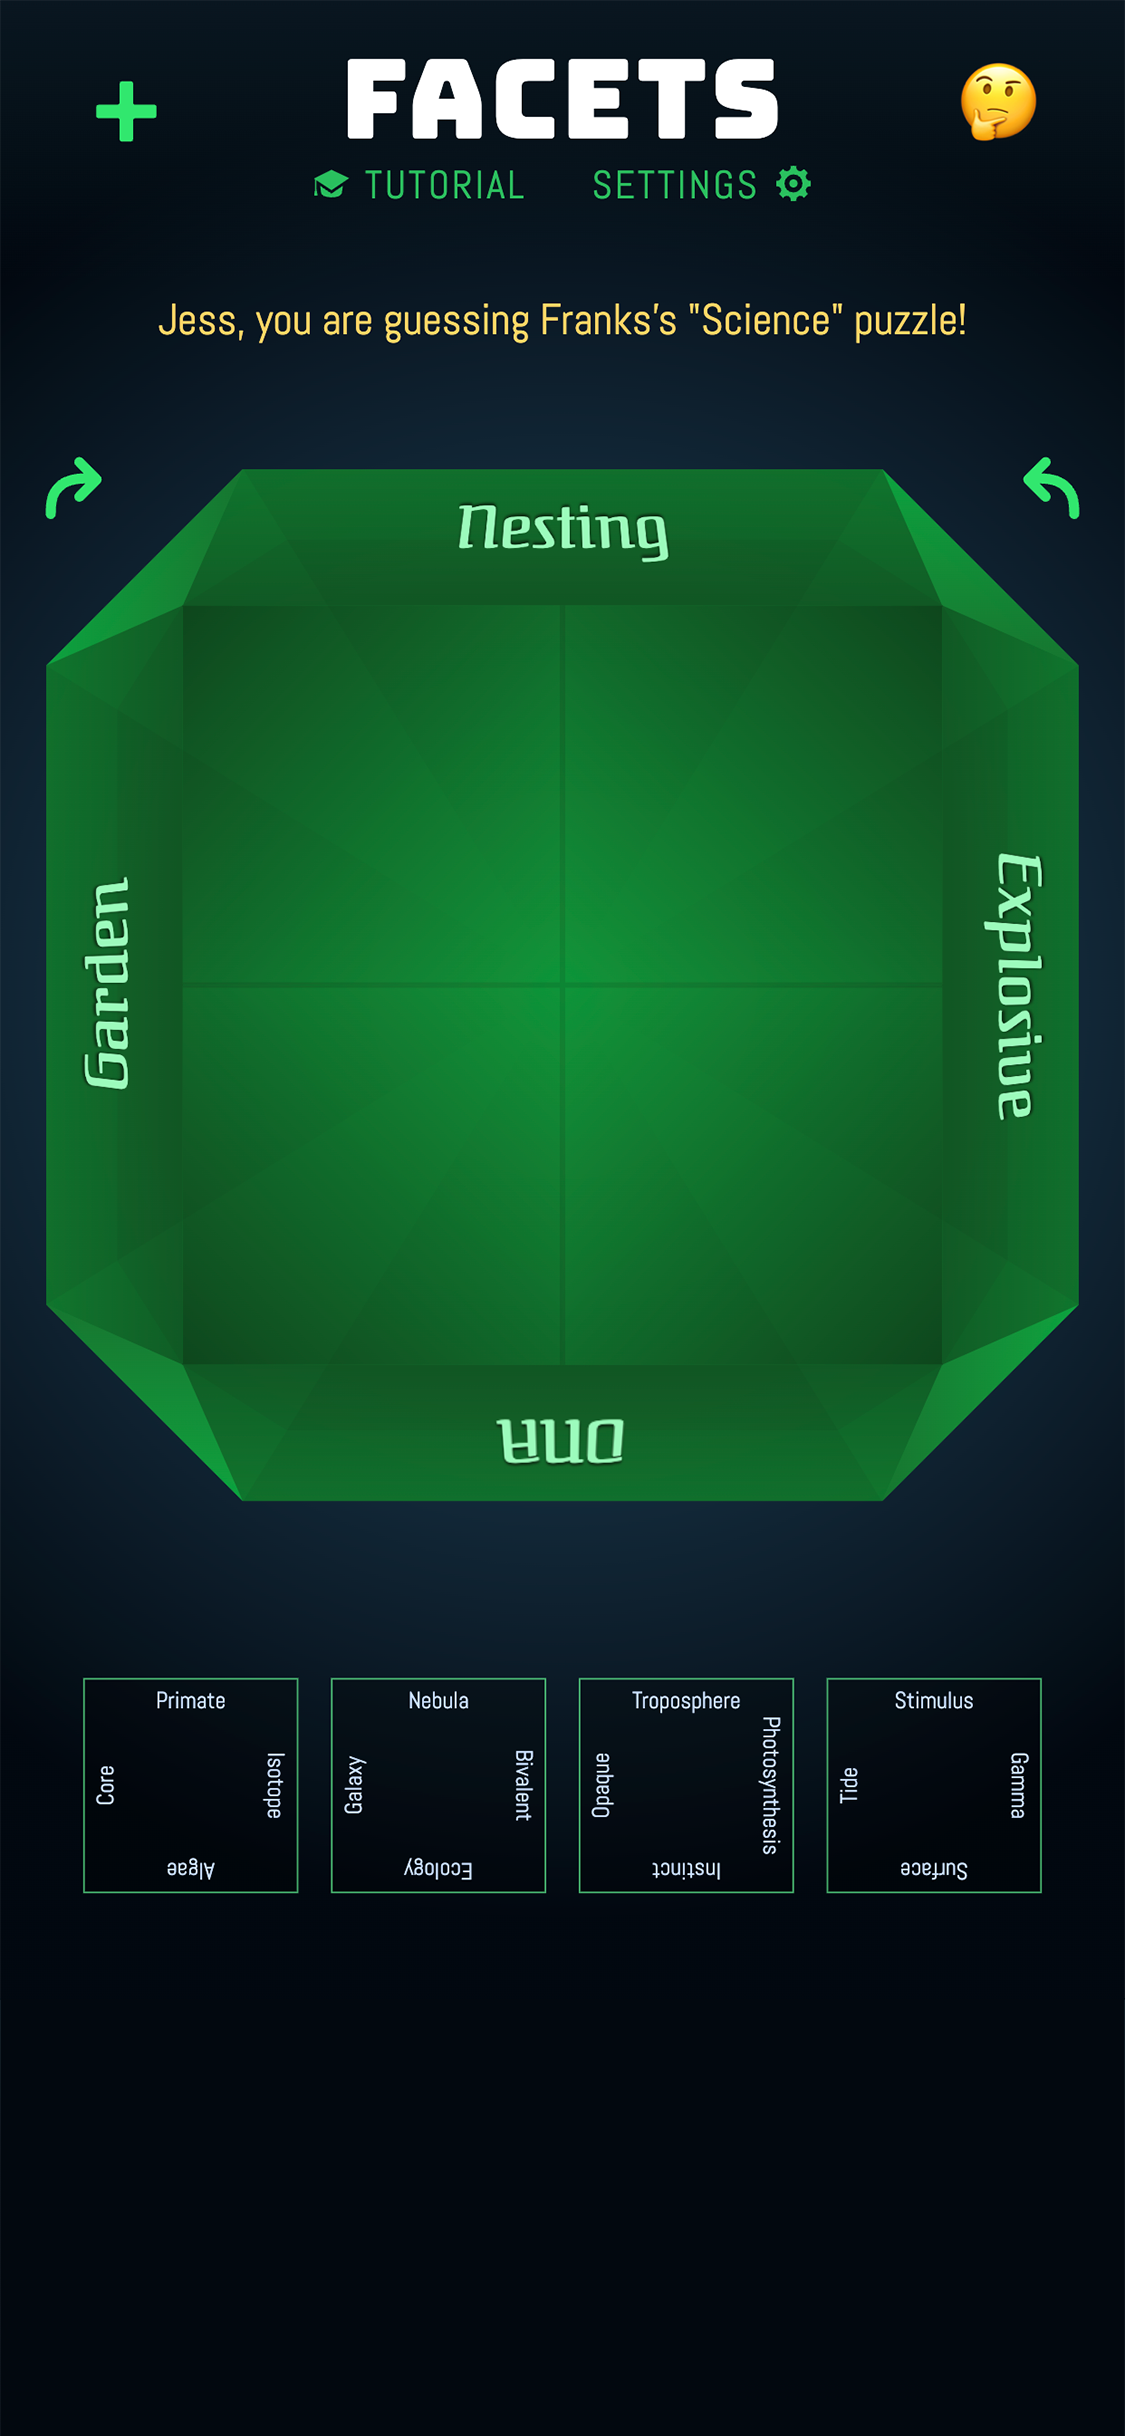 FACETS
TUTORIAL SETTINGS
Jess, you are guessing Franks's "Science" puzzle!
Nesting
Garden
Explosive
DNA
Primate
Core
Isotope
Algae
Nebula
Galaxy
Bivalent
Ecology
Troposphere
Opaque
Photosynthesis
Instinct
Stimulus
Tide
Gamma
Surface